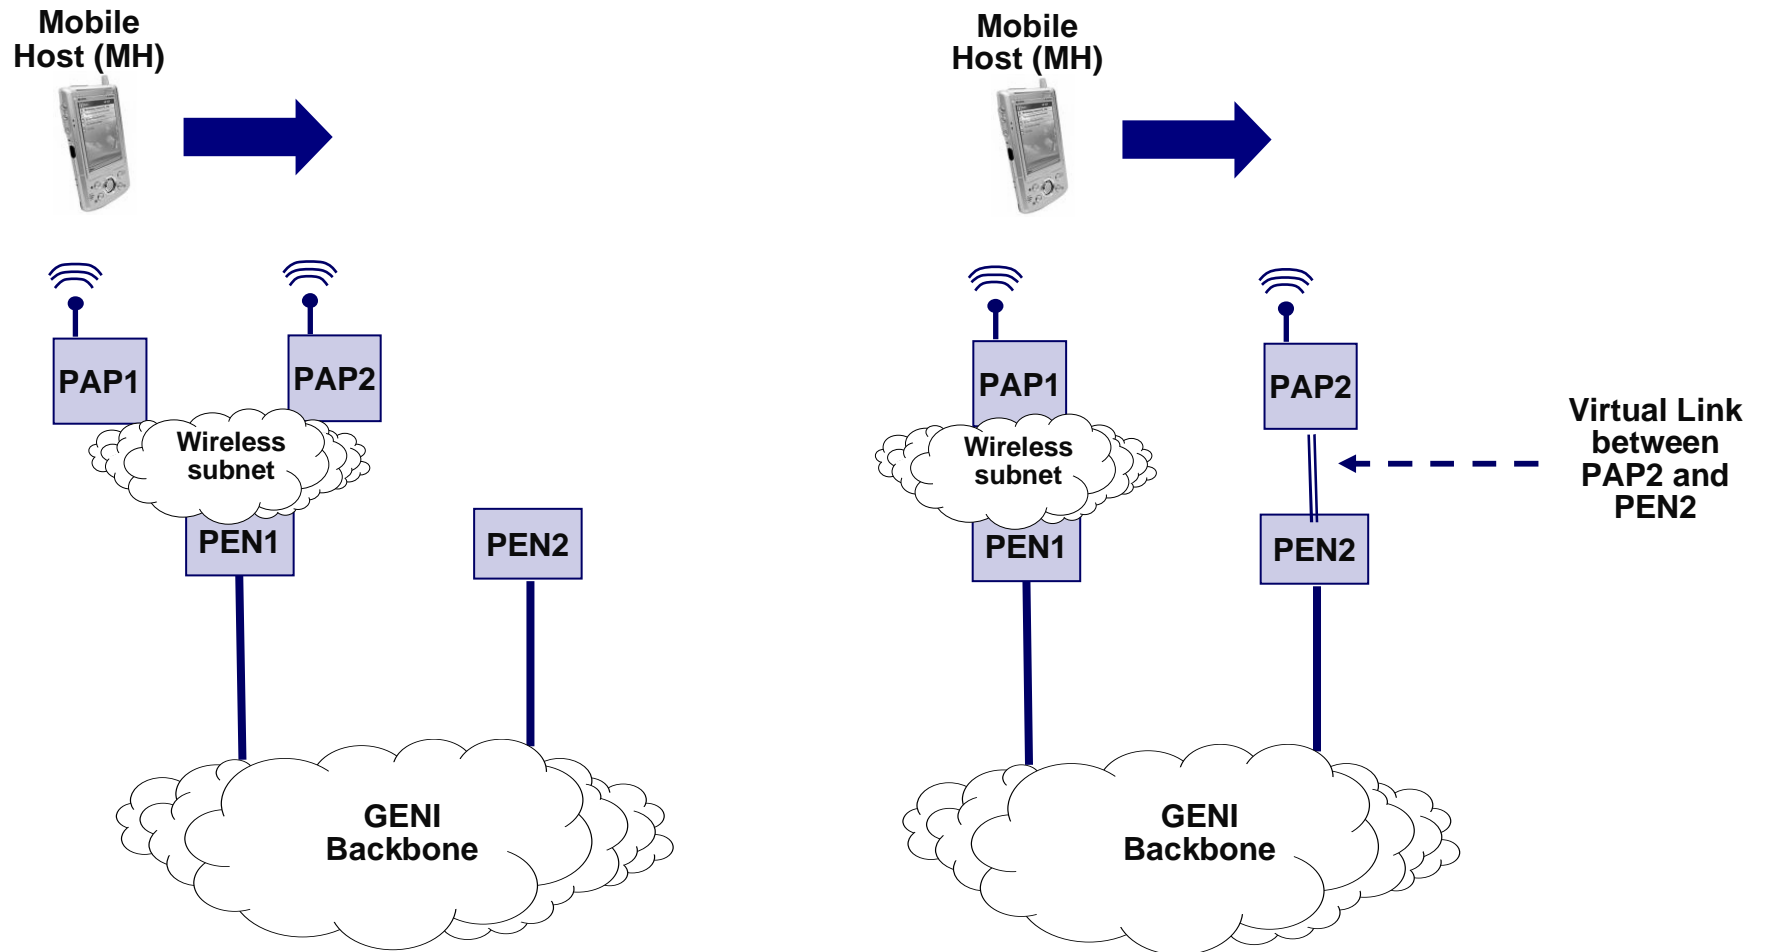 Mobile
Host (MH)
PAP1
PAP2
Wireless
subnet
PEN1
PEN2
GENI
Backbone
Mobile
Host (MH)
PAP1
PAP2
Wireless
subnet
Virtual Link
between
PAP2 and
PEN2
PEN1
PEN2
GENI
Backbone